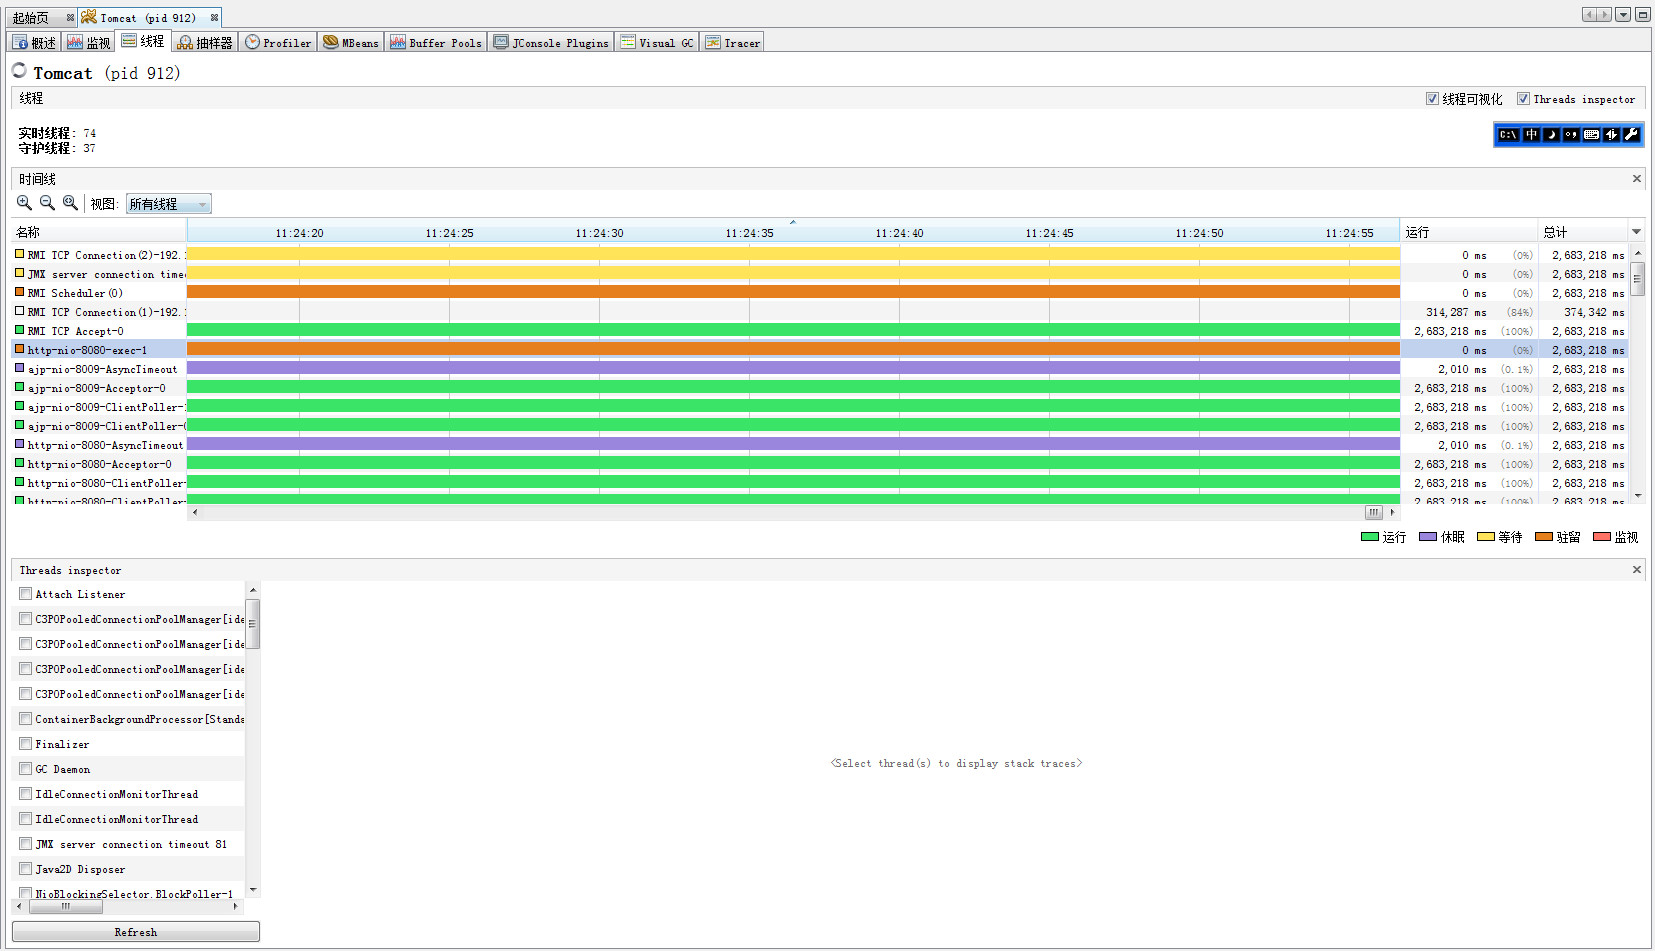 起始页 Tomcat (pid 912)
概述 监视 线程 抽样器 Profiler MBeans Buffer Pools JConsole Plugins Visual GC Tracer
Tomcat (pid 912)
线程 线程可视化 Threads inspector
实时线程: 74
守护线程: 37
C:\ 中
时间线
视图: 所有线程
名称 11:24:20 11:24:25 11:24:30 11:24:35 11:24:40 11:24:45 11:24:50 11:24:55 运行 总计
RMI TCP Connection(2)-192. 0 ms (0%) 2,683,218 ms
JMX server connection time 0 ms (0%) 2,683,218 ms
RMI Scheduler(0) 0 ms (0%) 2,683,218 ms
RMI TCP Connection(1)-192. 314,287 ms (84%) 374,342 ms
RMI TCP Accept-0 2,683,218 ms (100%) 2,683,218 ms
http-nio-8080-exec-1 0 ms (0%) 2,683,218 ms
ajp-nio-8009-AsyncTimeout 2,010 ms (0.1%) 2,683,218 ms
ajp-nio-8009-Acceptor-0 2,683,218 ms (100%) 2,683,218 ms
ajp-nio-8009-ClientPoller-1 2,683,218 ms (100%) 2,683,218 ms
ajp-nio-8009-ClientPoller-0 2,683,218 ms (100%) 2,683,218 ms
http-nio-8080-AsyncTimeout 2,010 ms (0.1%) 2,683,218 ms
http-nio-8080-Acceptor-0 2,683,218 ms (100%) 2,683,218 ms
http-nio-8080-ClientPoller- 2,683,218 ms (100%) 2,683,218 ms
http-nio-8080-ClientPoller- 2,683,218 ms (100%) 2,683,218 ms
运行 休眠 等待 驻留 监视
Threads inspector
Attach Listener
C3P0PooledConnectionPoolManager[ide
C3P0PooledConnectionPoolManager[ide
C3P0PooledConnectionPoolManager[ide
C3P0PooledConnectionPoolManager[ide
ContainerBackgroundProcessor[Standa
Finalizer
GC Daemon
IdleConnectionMonitorThread
IdleConnectionMonitorThread
JMX server connection timeout 81
Java2D Disposer
NioBlockingSelector.BlockPoller-1
<Select thread(s) to display stack traces>
Refresh